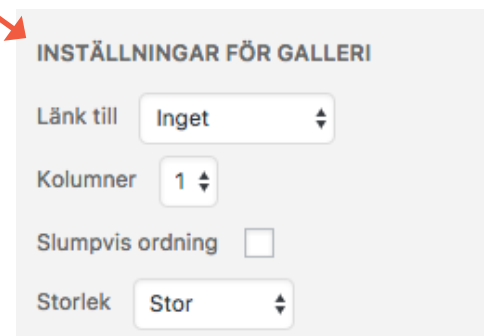 INSTÄLLNINGAR FÖR GALLERI
Länk till Inget
Kolumner 1
Slumpvis ordning
Storlek Stor